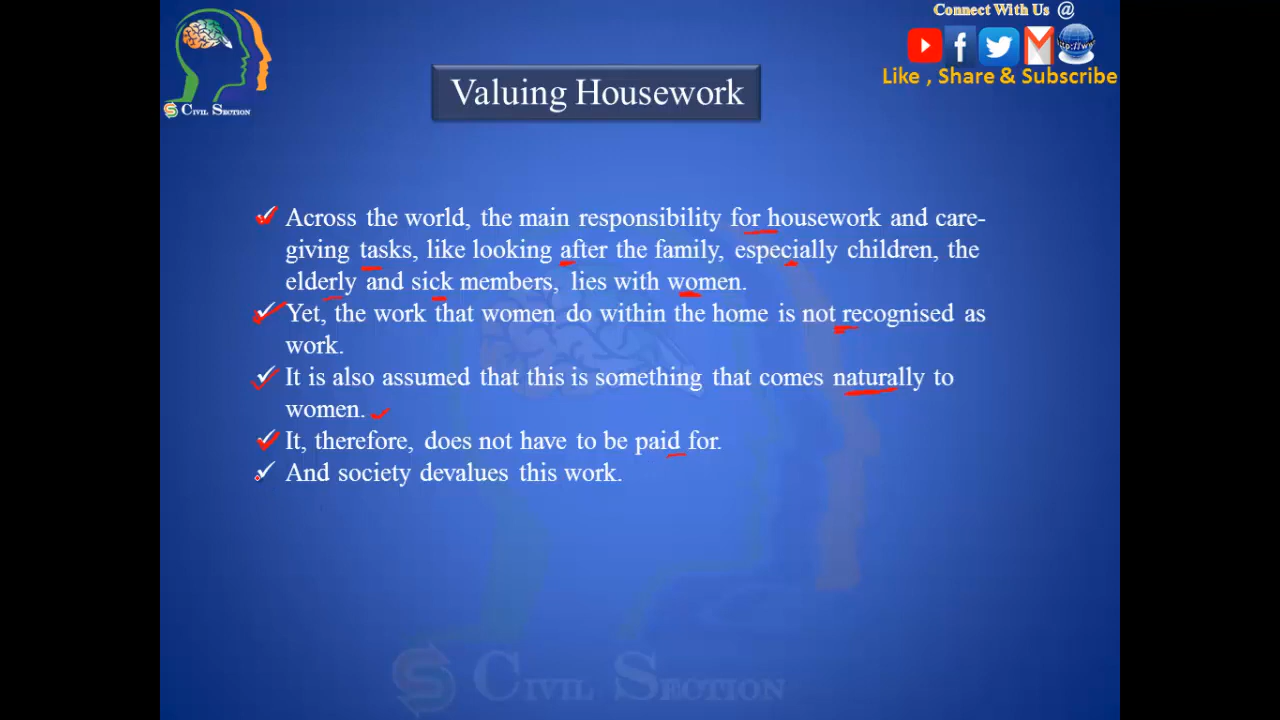 Connect With Us @
Like , Share & Subscribe
CIVIL SECTION
Valuing Housework
Across the world, the main responsibility for housework and care-
giving tasks, like looking after the family, especially children, the
elderly and sick members, lies with women.
Yet, the work that women do within the home is not recognised as
work.
It is also assumed that this is something that comes naturally to
women.
It, therefore, does not have to be paid for.
And society devalues this work.
CIVIL SECTION